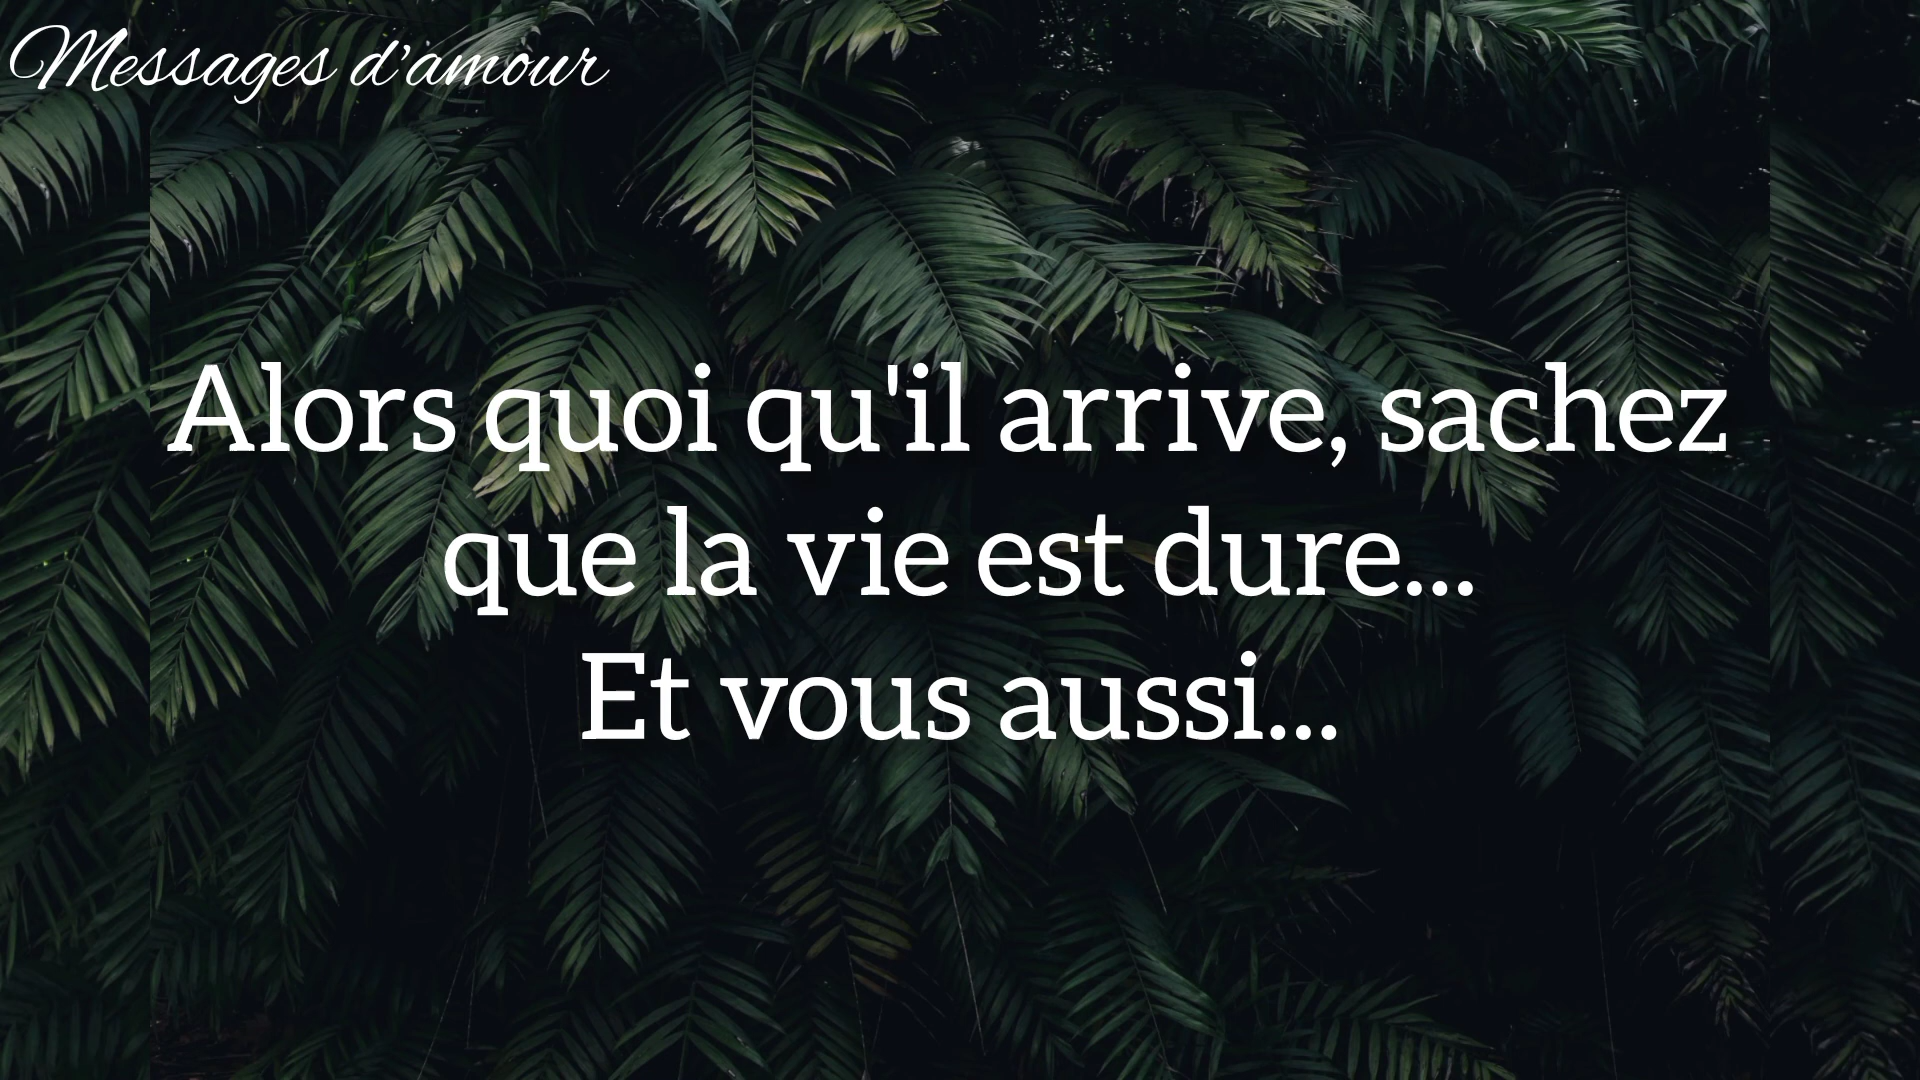 Messages d'amour
Alors quoi qu'il arrive, sachez
que la vie est dure...
Et vous aussi...